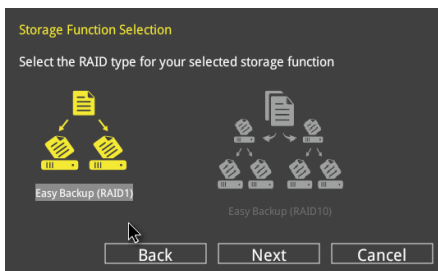 Storage Function Selection
Select the RAID type for your selected storage function
Easy Backup (RAID1)
Easy Backup (RAID10)
Back
Next
Cancel